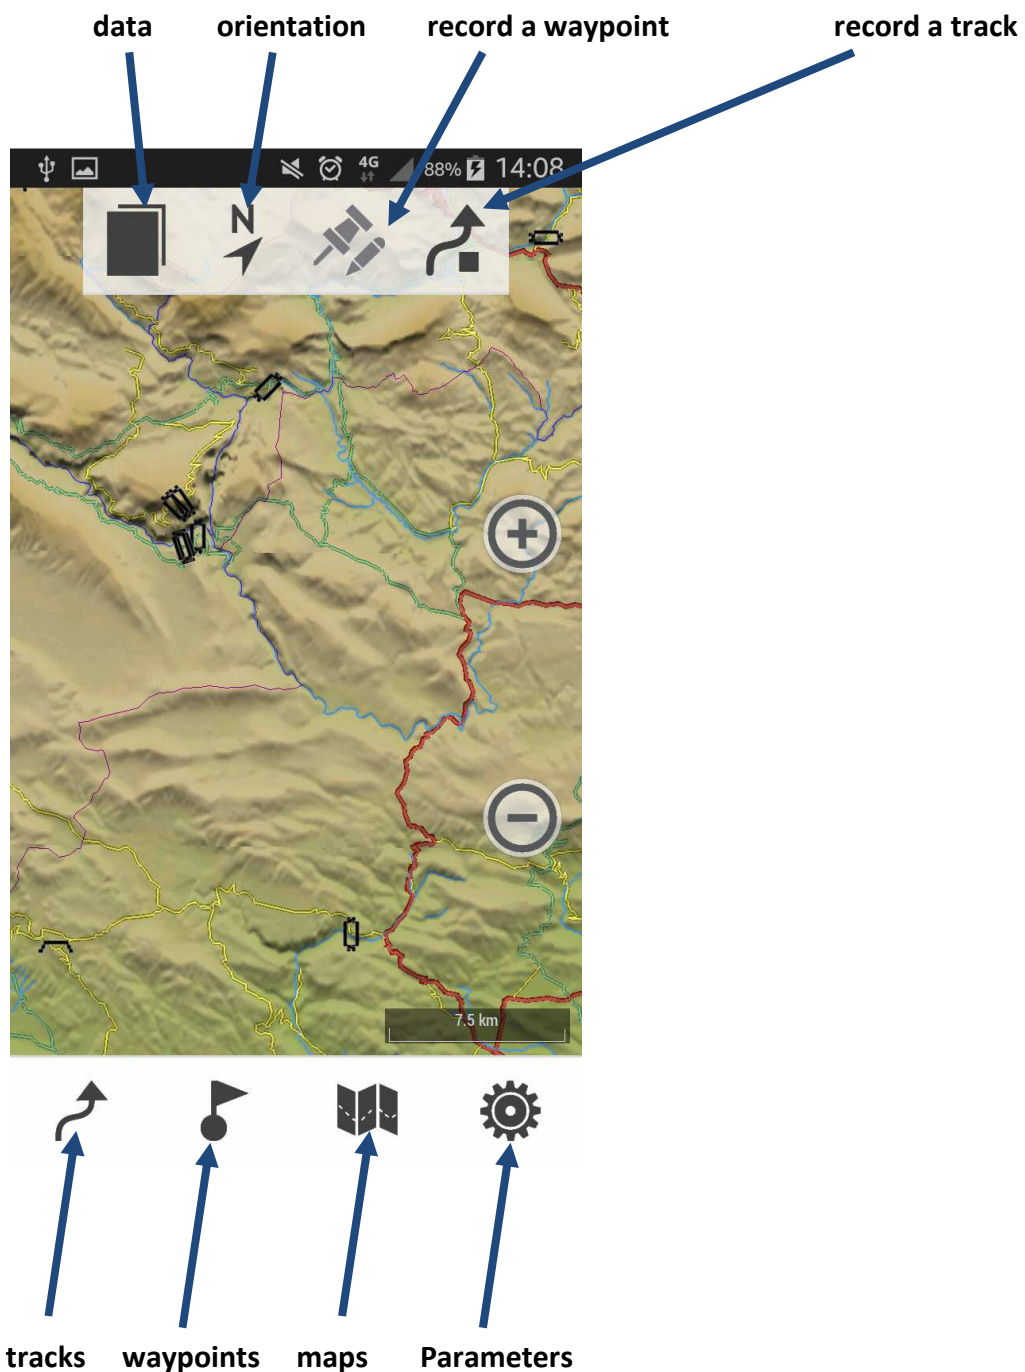 data orientation record a waypoint record a track
4G 88% 14:08
N
7.5 km
tracks waypoints maps Parameters